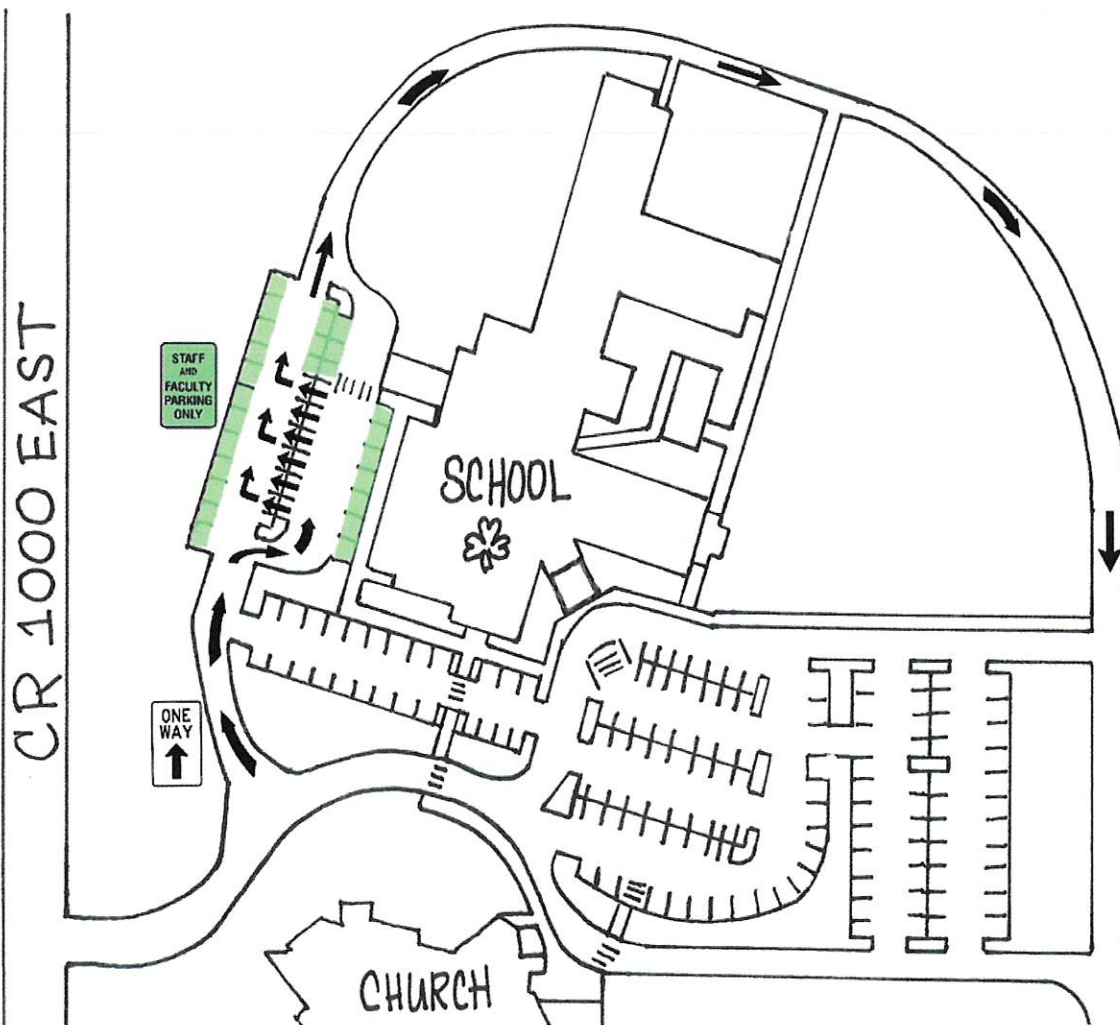 CR 1000 EAST
STAFF
AND
FACULTY
PARKING
ONLY
SCHOOL
ONE
WAY
CHURCH